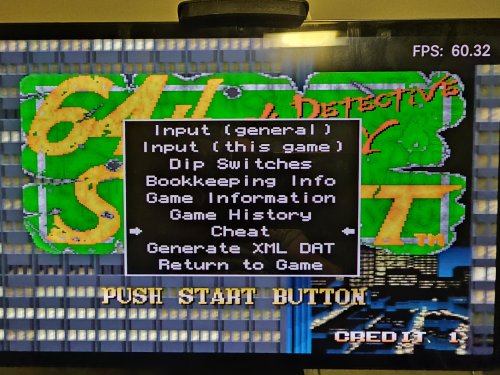 FPS: 60.32
64th
A DETECTIVE
Input (general)
Input (this game)
Dip Switches
Bookkeeping Info
Game Information
Game History
Cheat
Generate XML DAT
Return to Game
PUSH START BUTTON
CREDIT 1